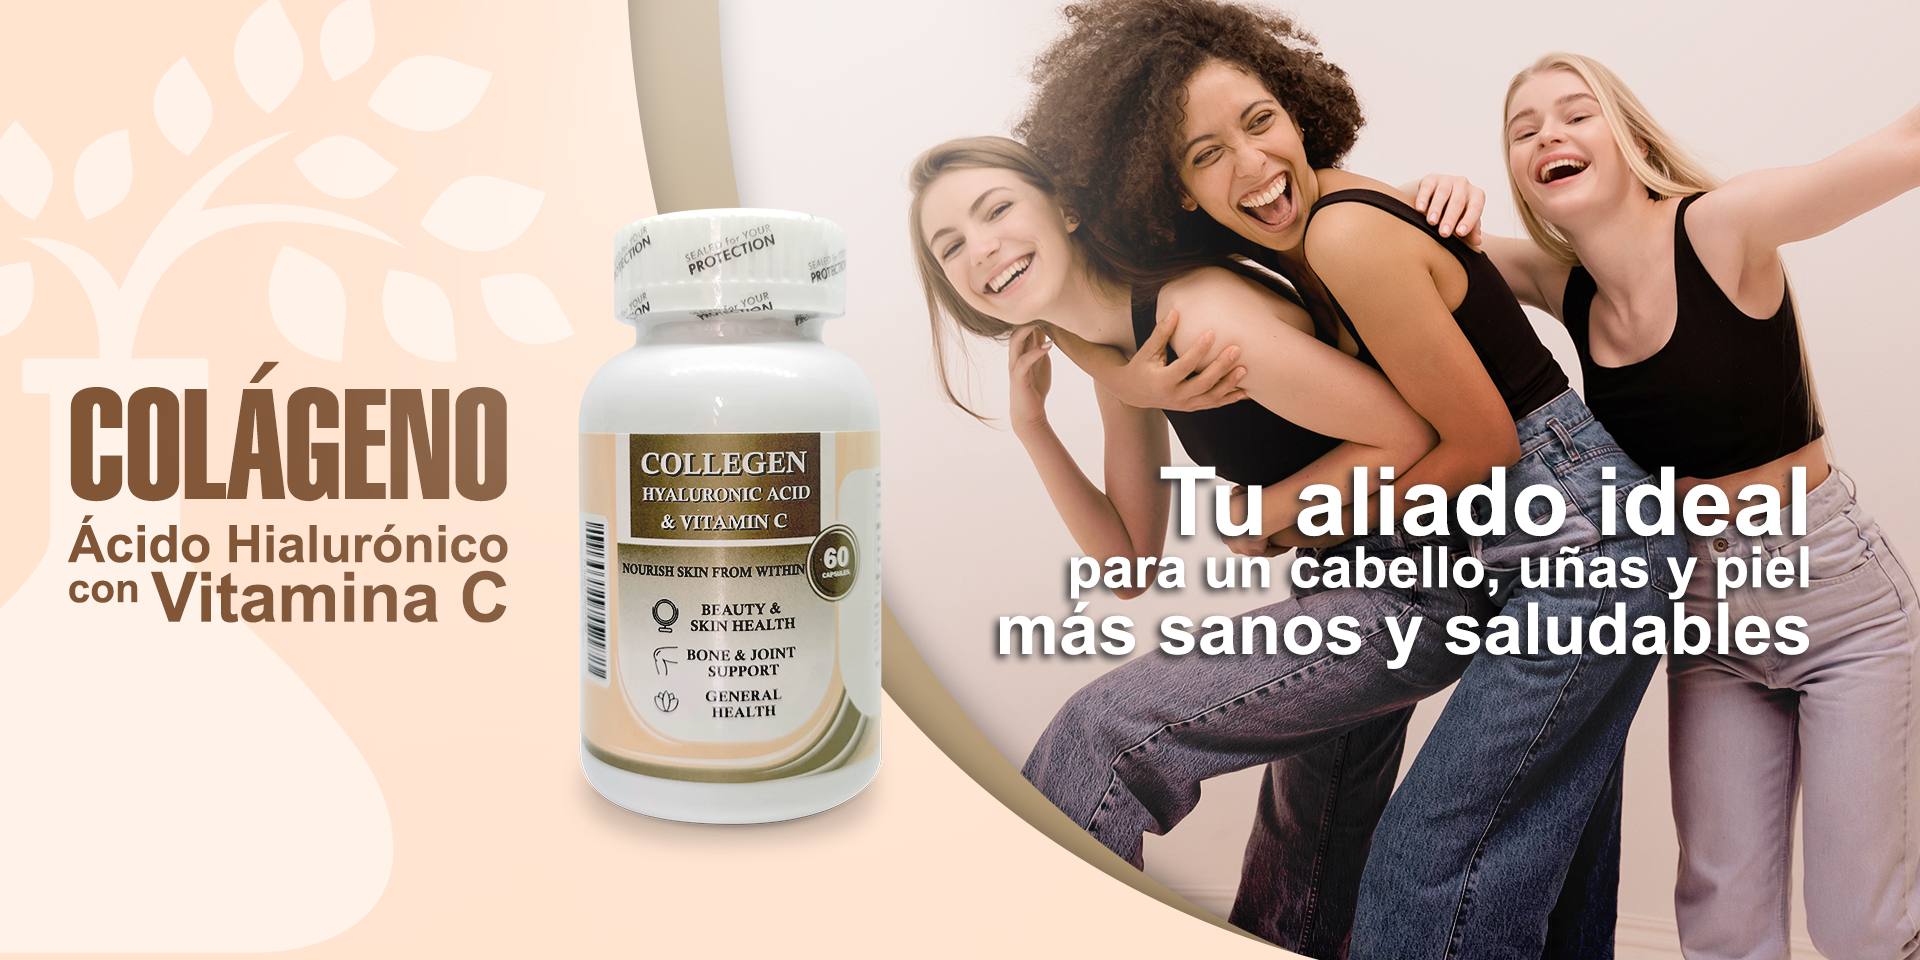 COLÁGENO
Ácido Hialurónico
con Vitamina C
SEALED for YOUR
PROTECTION
COLLEGEN
HYALURONIC ACID
& VITAMIN C
NOURISH SKIN FROM WITHIN
60
CAPSULES
BEAUTY &
SKIN HEALTH
BONE & JOINT
SUPPORT
GENERAL
HEALTH
Tu aliado ideal
para un cabello, uñas y piel
más sanos y saludables